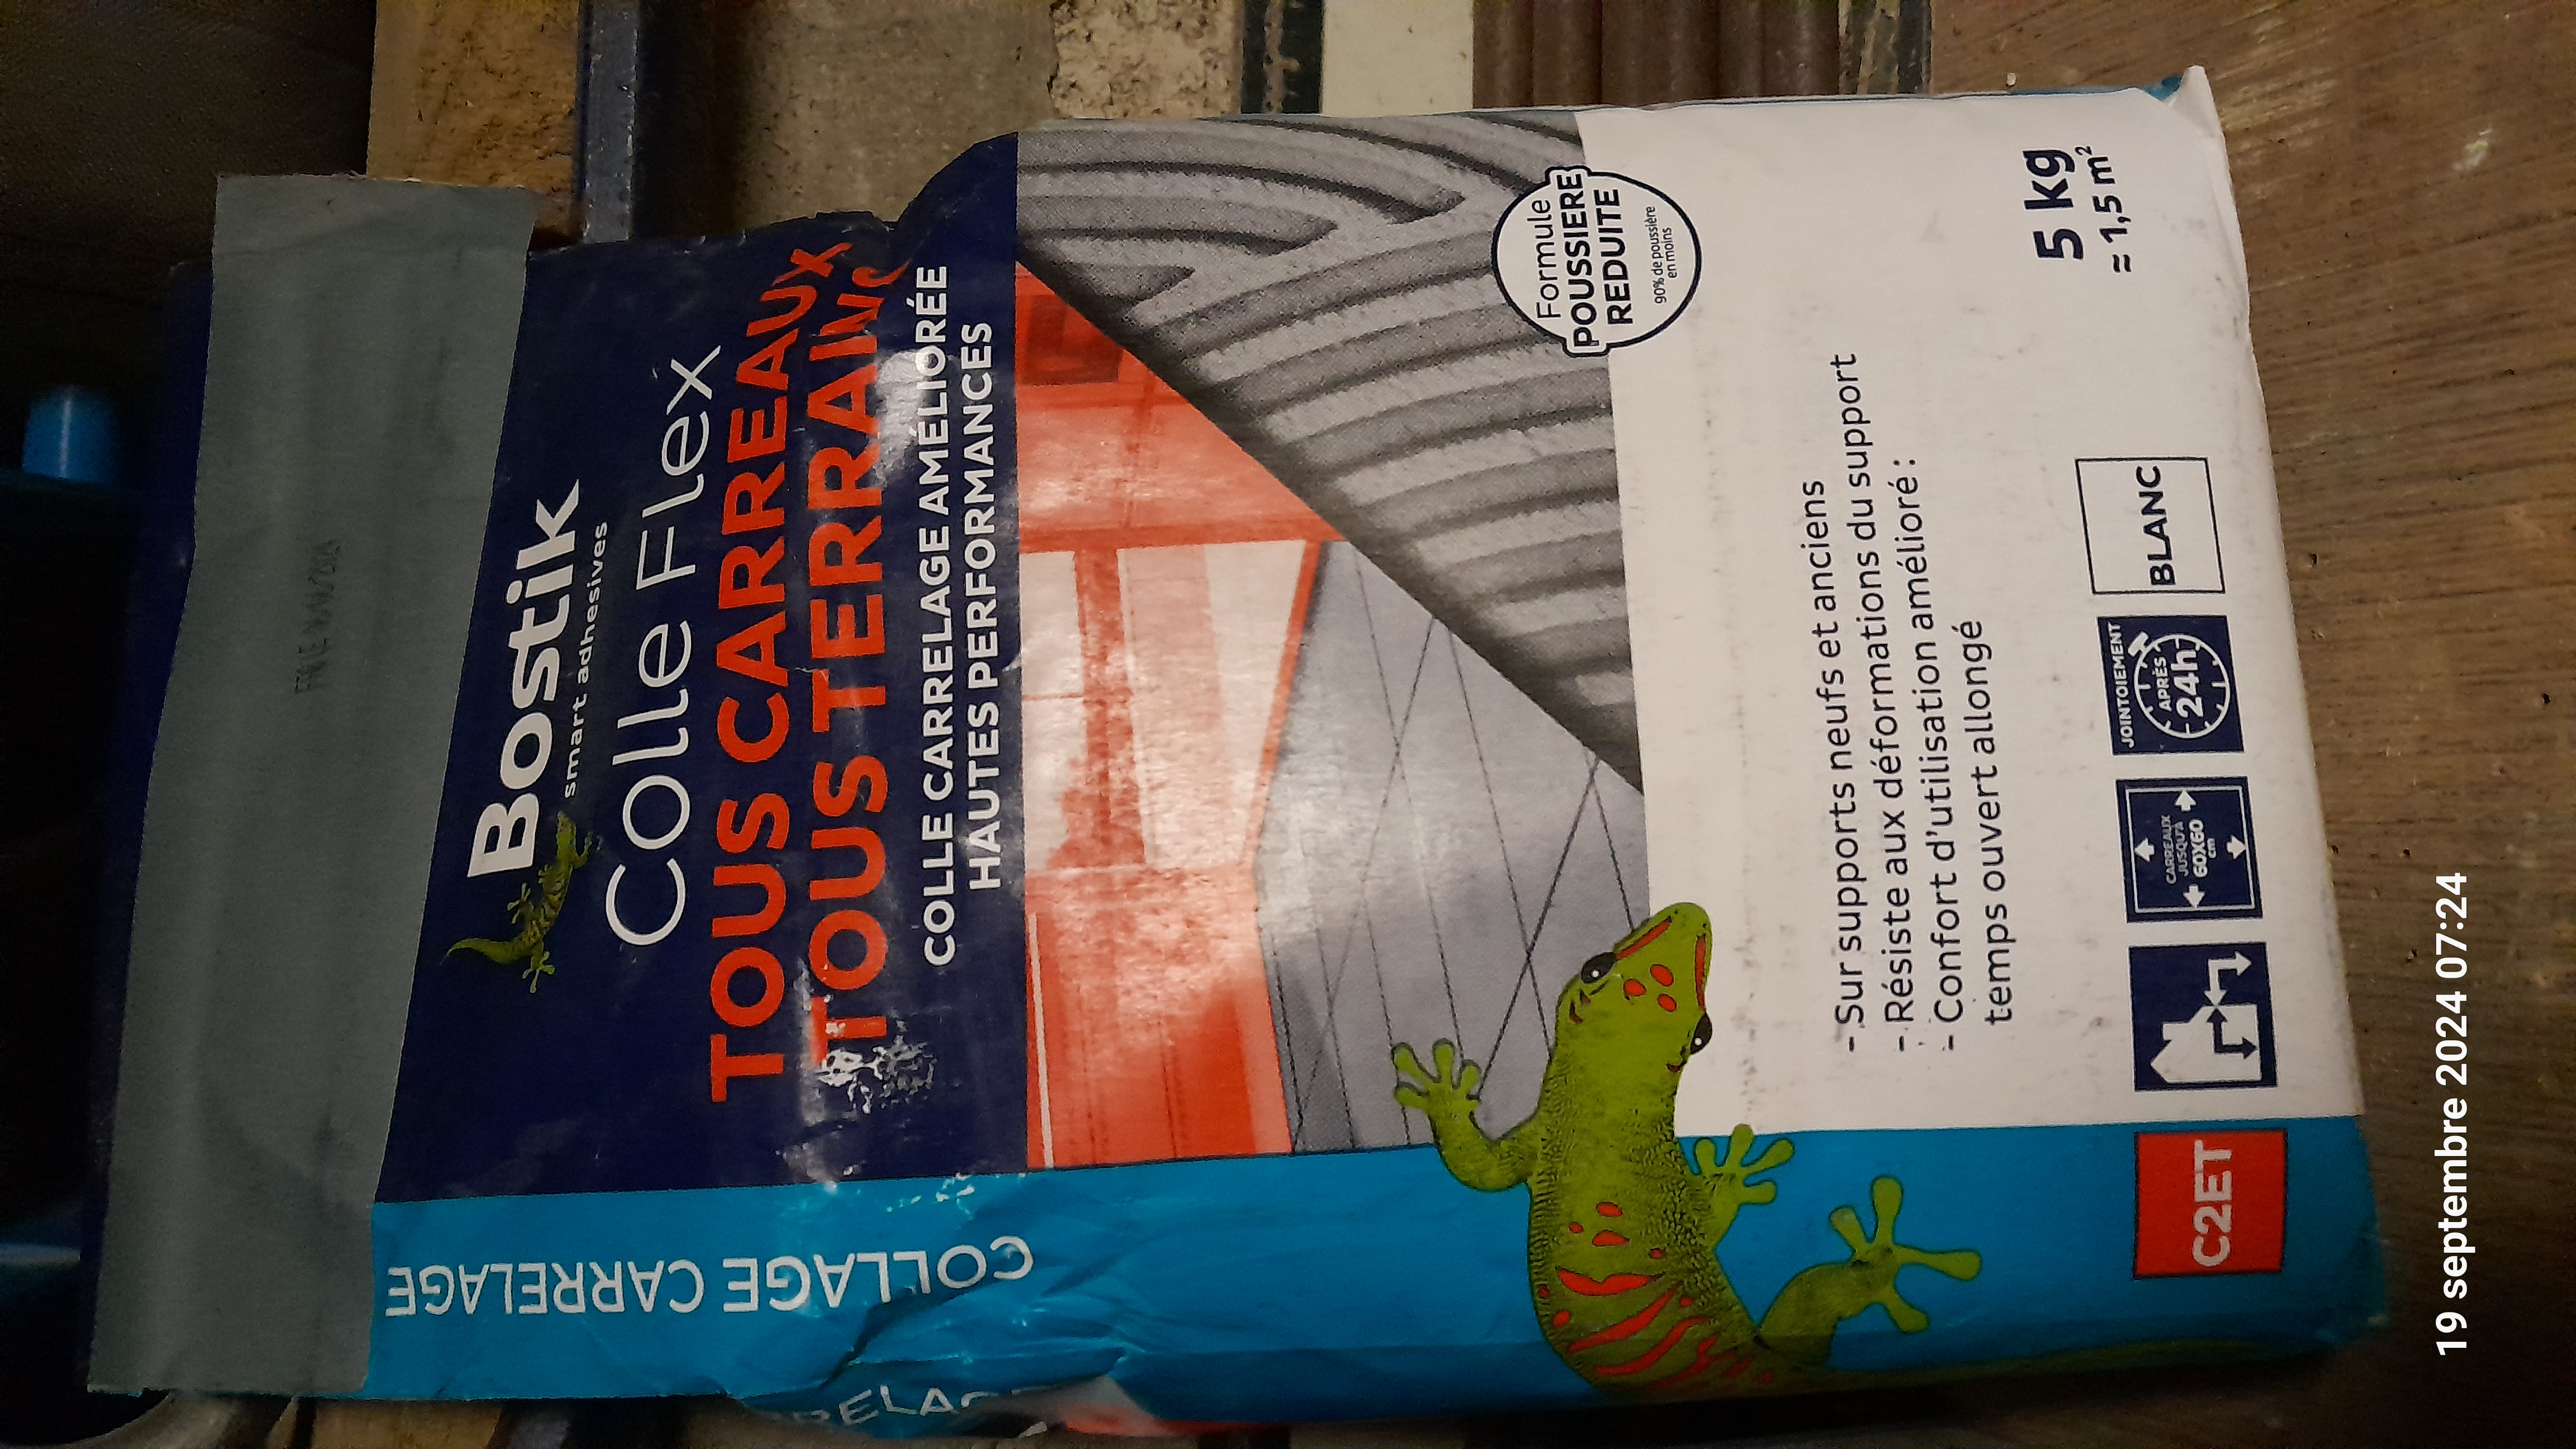 Bostik
smart adhesives
Colle Flex
TOUS CARREAUX
TOUS TERRAINS
COLLE CARRELAGE AMÉLIORÉE
HAUTES PERFORMANCES
Formule
POUSSIERE
REDUITE
90% de poussière
en moins
- Sur supports neufs et anciens
- Résiste aux déformations du support
- Confort d'utilisation amélioré :
temps ouvert allongé
5 kg
≈ 1,5 m²
C2ET
CARREAUX
JUSQU'À
60X60
cm
JOINTOIEMENT
APRÈS
24h
BLANC
COLLAGE CARRELAGE
19 septembre 2024 07:24